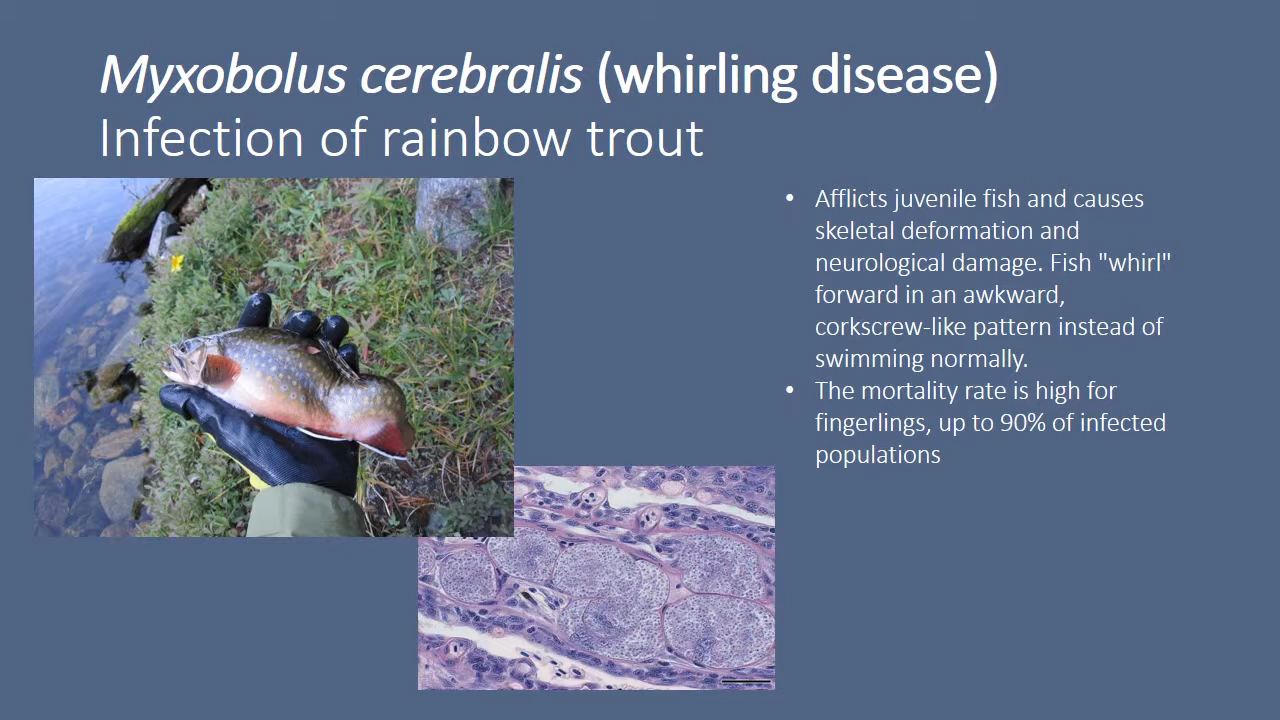 Myxobolus cerebralis (whirling disease)
Infection of rainbow trout
• Afflicts juvenile fish and causes
skeletal deformation and
neurological damage. Fish "whirl"
forward in an awkward,
corkscrew-like pattern instead of
swimming normally.
• The mortality rate is high for
fingerlings, up to 90% of infected
populations